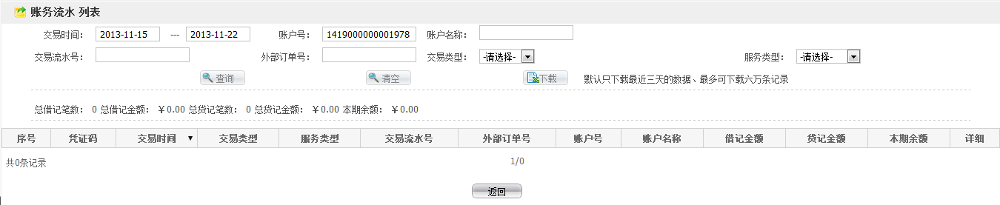 账务流水 列表
交易时间： 2013-11-15 --- 2013-11-22 账户号： 1419000000001978 账户名称：
交易流水号： 外部订单号： 交易类型： -请选择- 服务类型： -请选择-
查询 清空 下载 默认只下载最近三天的数据、最多可下载六万条记录
总借记笔数： 0 总借记金额： ￥0.00 总贷记笔数： 0 总贷记金额： ￥0.00 本期余额： ￥0.00
序号 凭证码 交易时间 ▼ 交易类型 服务类型 交易流水号 外部订单号 账户号 账户名称 借记金额 贷记金额 本期余额 详细
共0条记录 1/0
返回